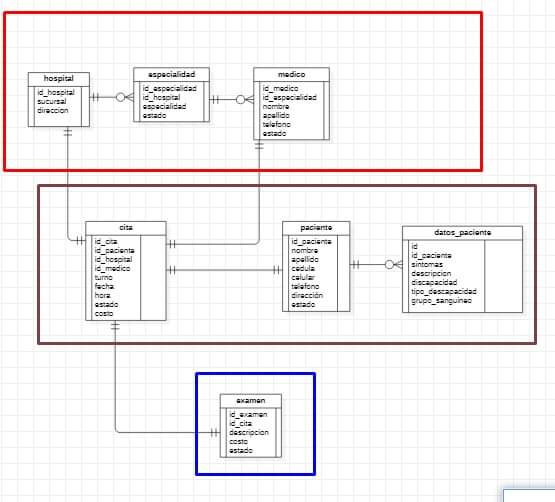 hospital
id_hospital
sucursal
direccion
especialidad
id_especialidad
id_hospital
especialidad
estado
medico
id_medico
id_especialidad
nombre
apellido
telefono
estado
cita
id_cita
id_paciente
id_hospital
id_medico
turno
fecha
hora
estado
costo
paciente
id_paciente
nombre
apellido
cedula
celular
telefono
dirección
estado
datos_paciente
id
id_paciente
sintomas
descripcion
discapacidad
tipo_descapacidad
grupo_sanguineo
examen
id_examen
id_cita
descripcion
costo
estado